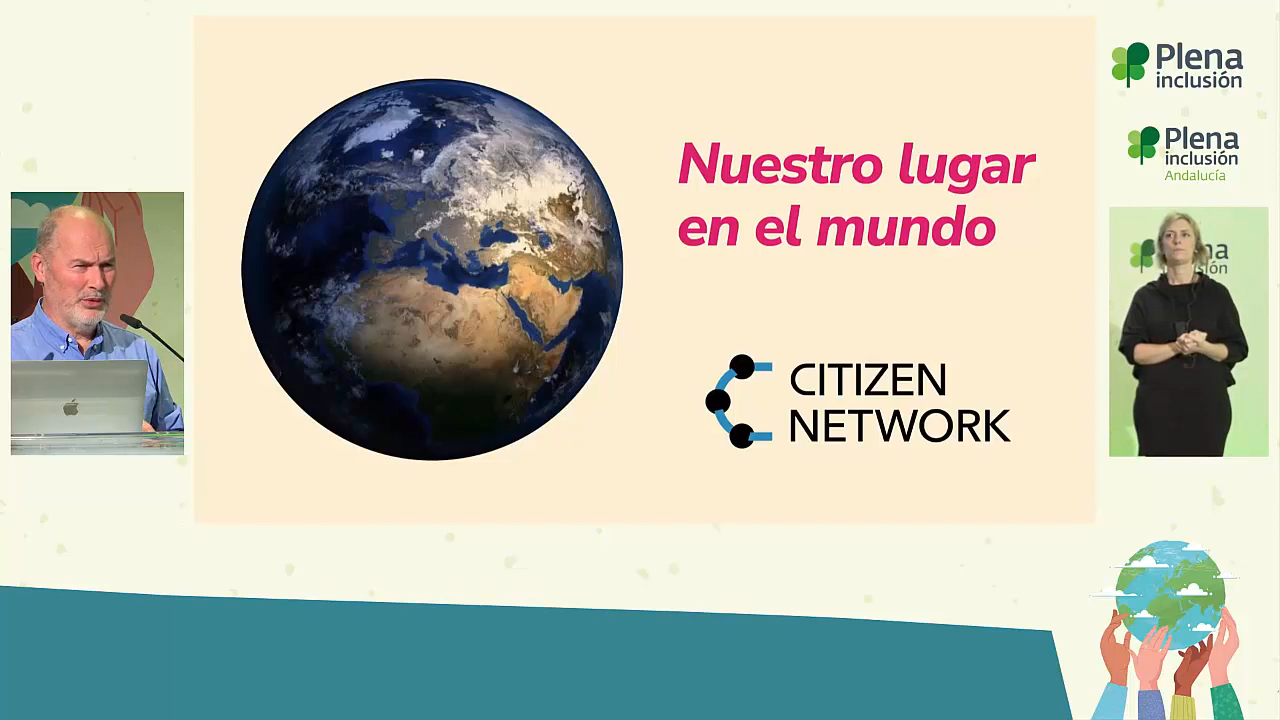 Nuestro lugar
en el mundo
CITIZEN
NETWORK
Plena
inclusión
Plena
inclusión
Andalucía